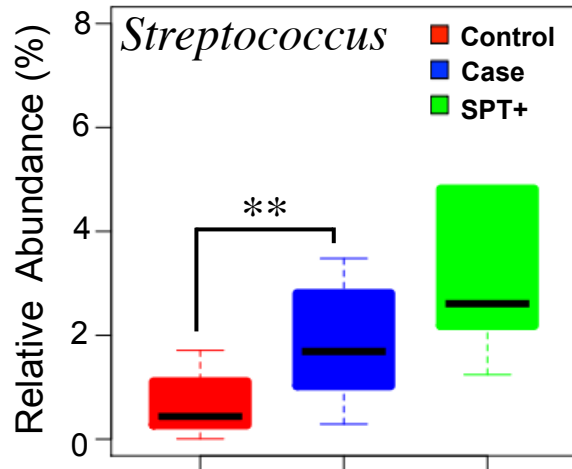 Streptococcus
Control
Case
SPT+
**
Relative Abundance (%)
8
6
4
2
0